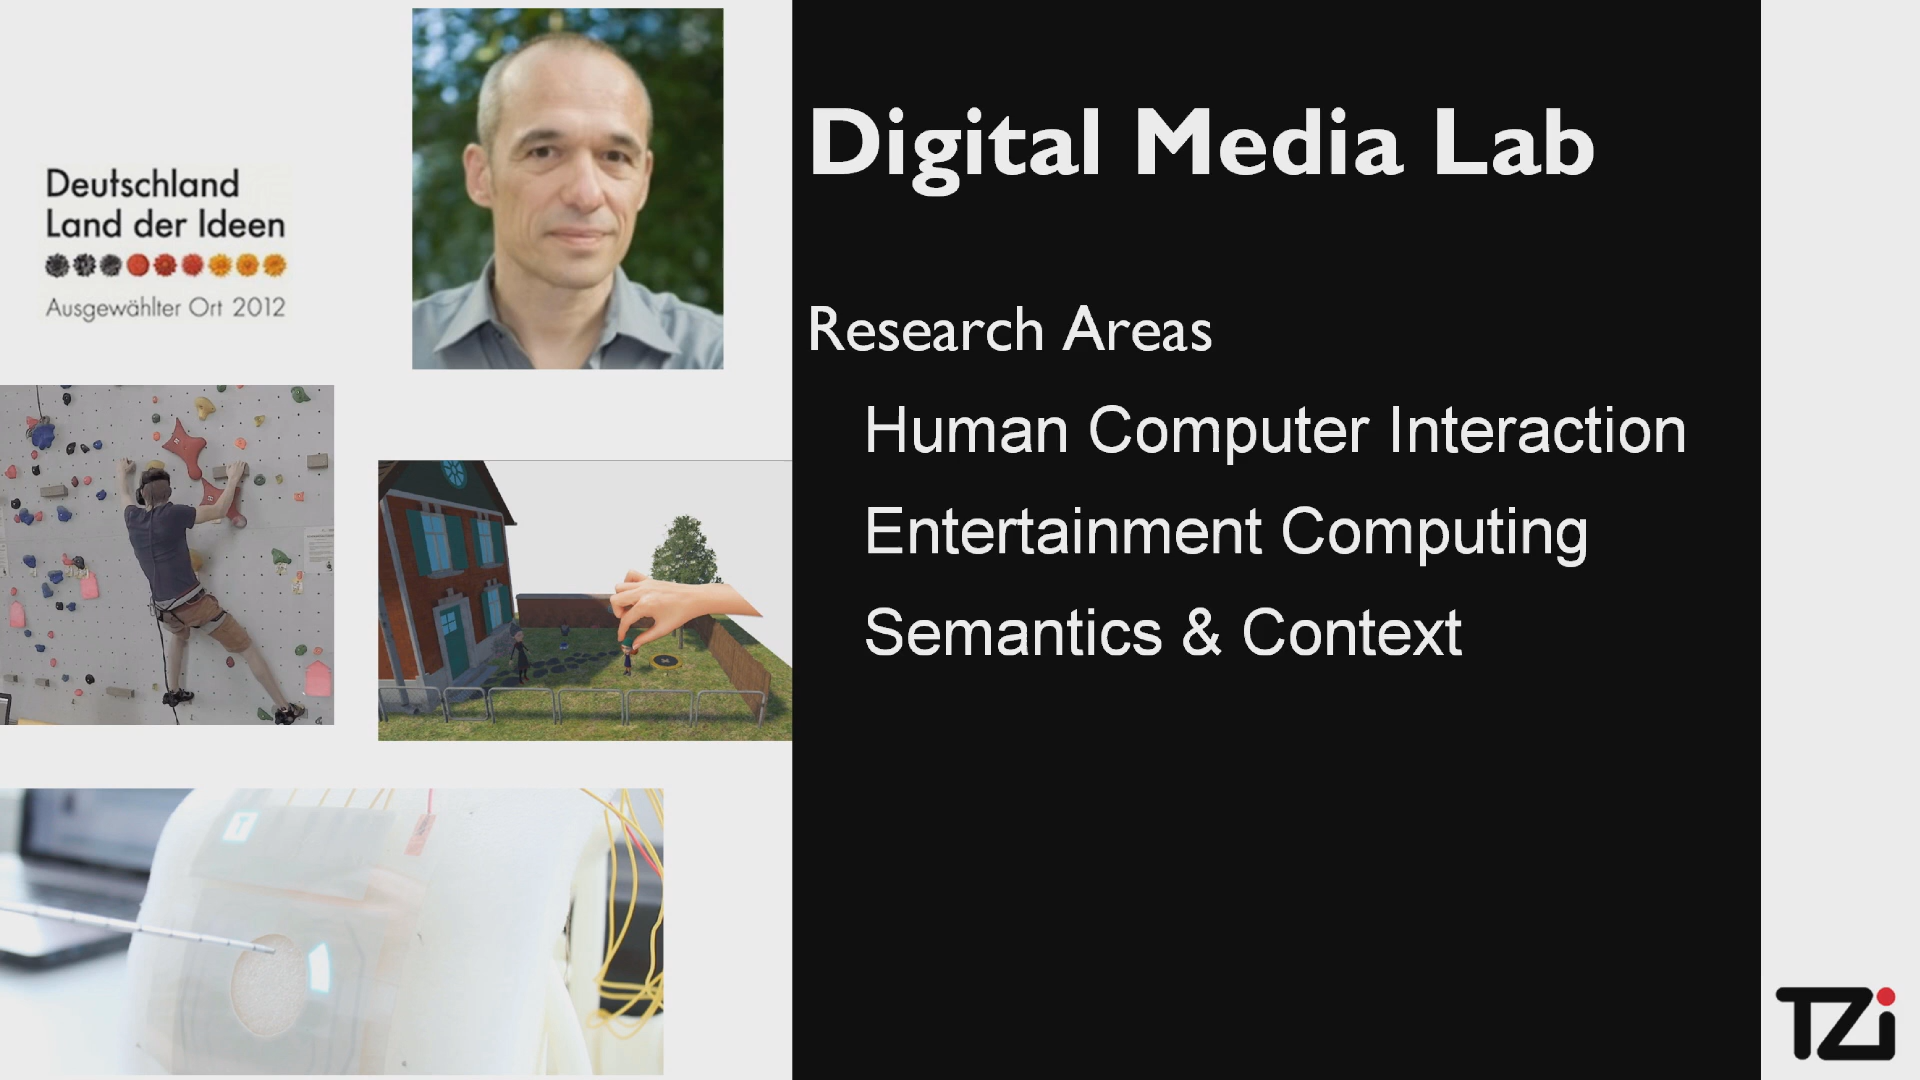 Deutschland
Land der Ideen
Ausgewählter Ort 2012
Digital Media Lab
Research Areas
Human Computer Interaction
Entertainment Computing
Semantics & Context
T
TZi